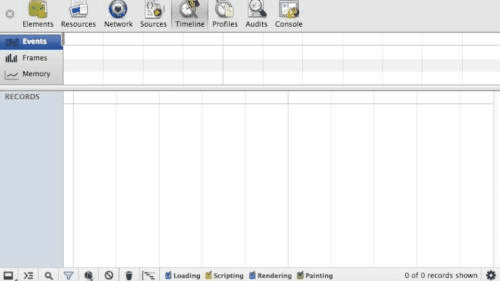 Elements Resources Network Sources Timeline Profiles Audits Console
Events
Frames
Memory
RECORDS
Loading Scripting Rendering Painting 0 of 0 records shown